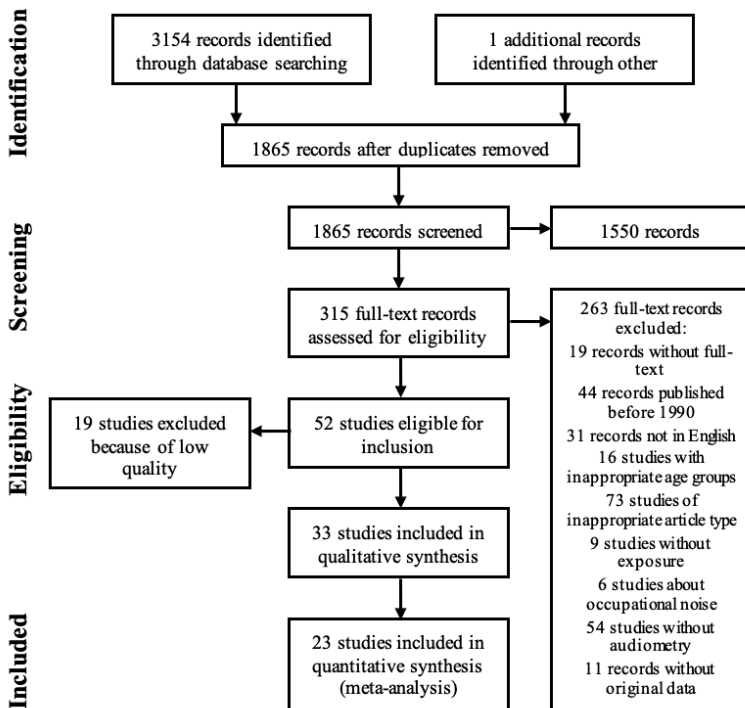 Identification
3154 records identified
through database searching
1 additional records
identified through other
1865 records after duplicates removed
Screening
1865 records screened
1550 records
315 full-text records
assessed for eligibility
263 full-text records
excluded:
19 records without full-
text
44 records published
before 1990
31 records not in English
16 studies with
inappropriate age groups
73 studies of
inappropriate article type
9 studies without
exposure
6 studies about
occupational noise
54 studies without
audiometry
11 records without
original data
Eligibility
19 studies excluded
because of low
quality
52 studies eligible for
inclusion
33 studies included in
qualitative synthesis
Included
23 studies included in
quantitative synthesis
(meta-analysis)